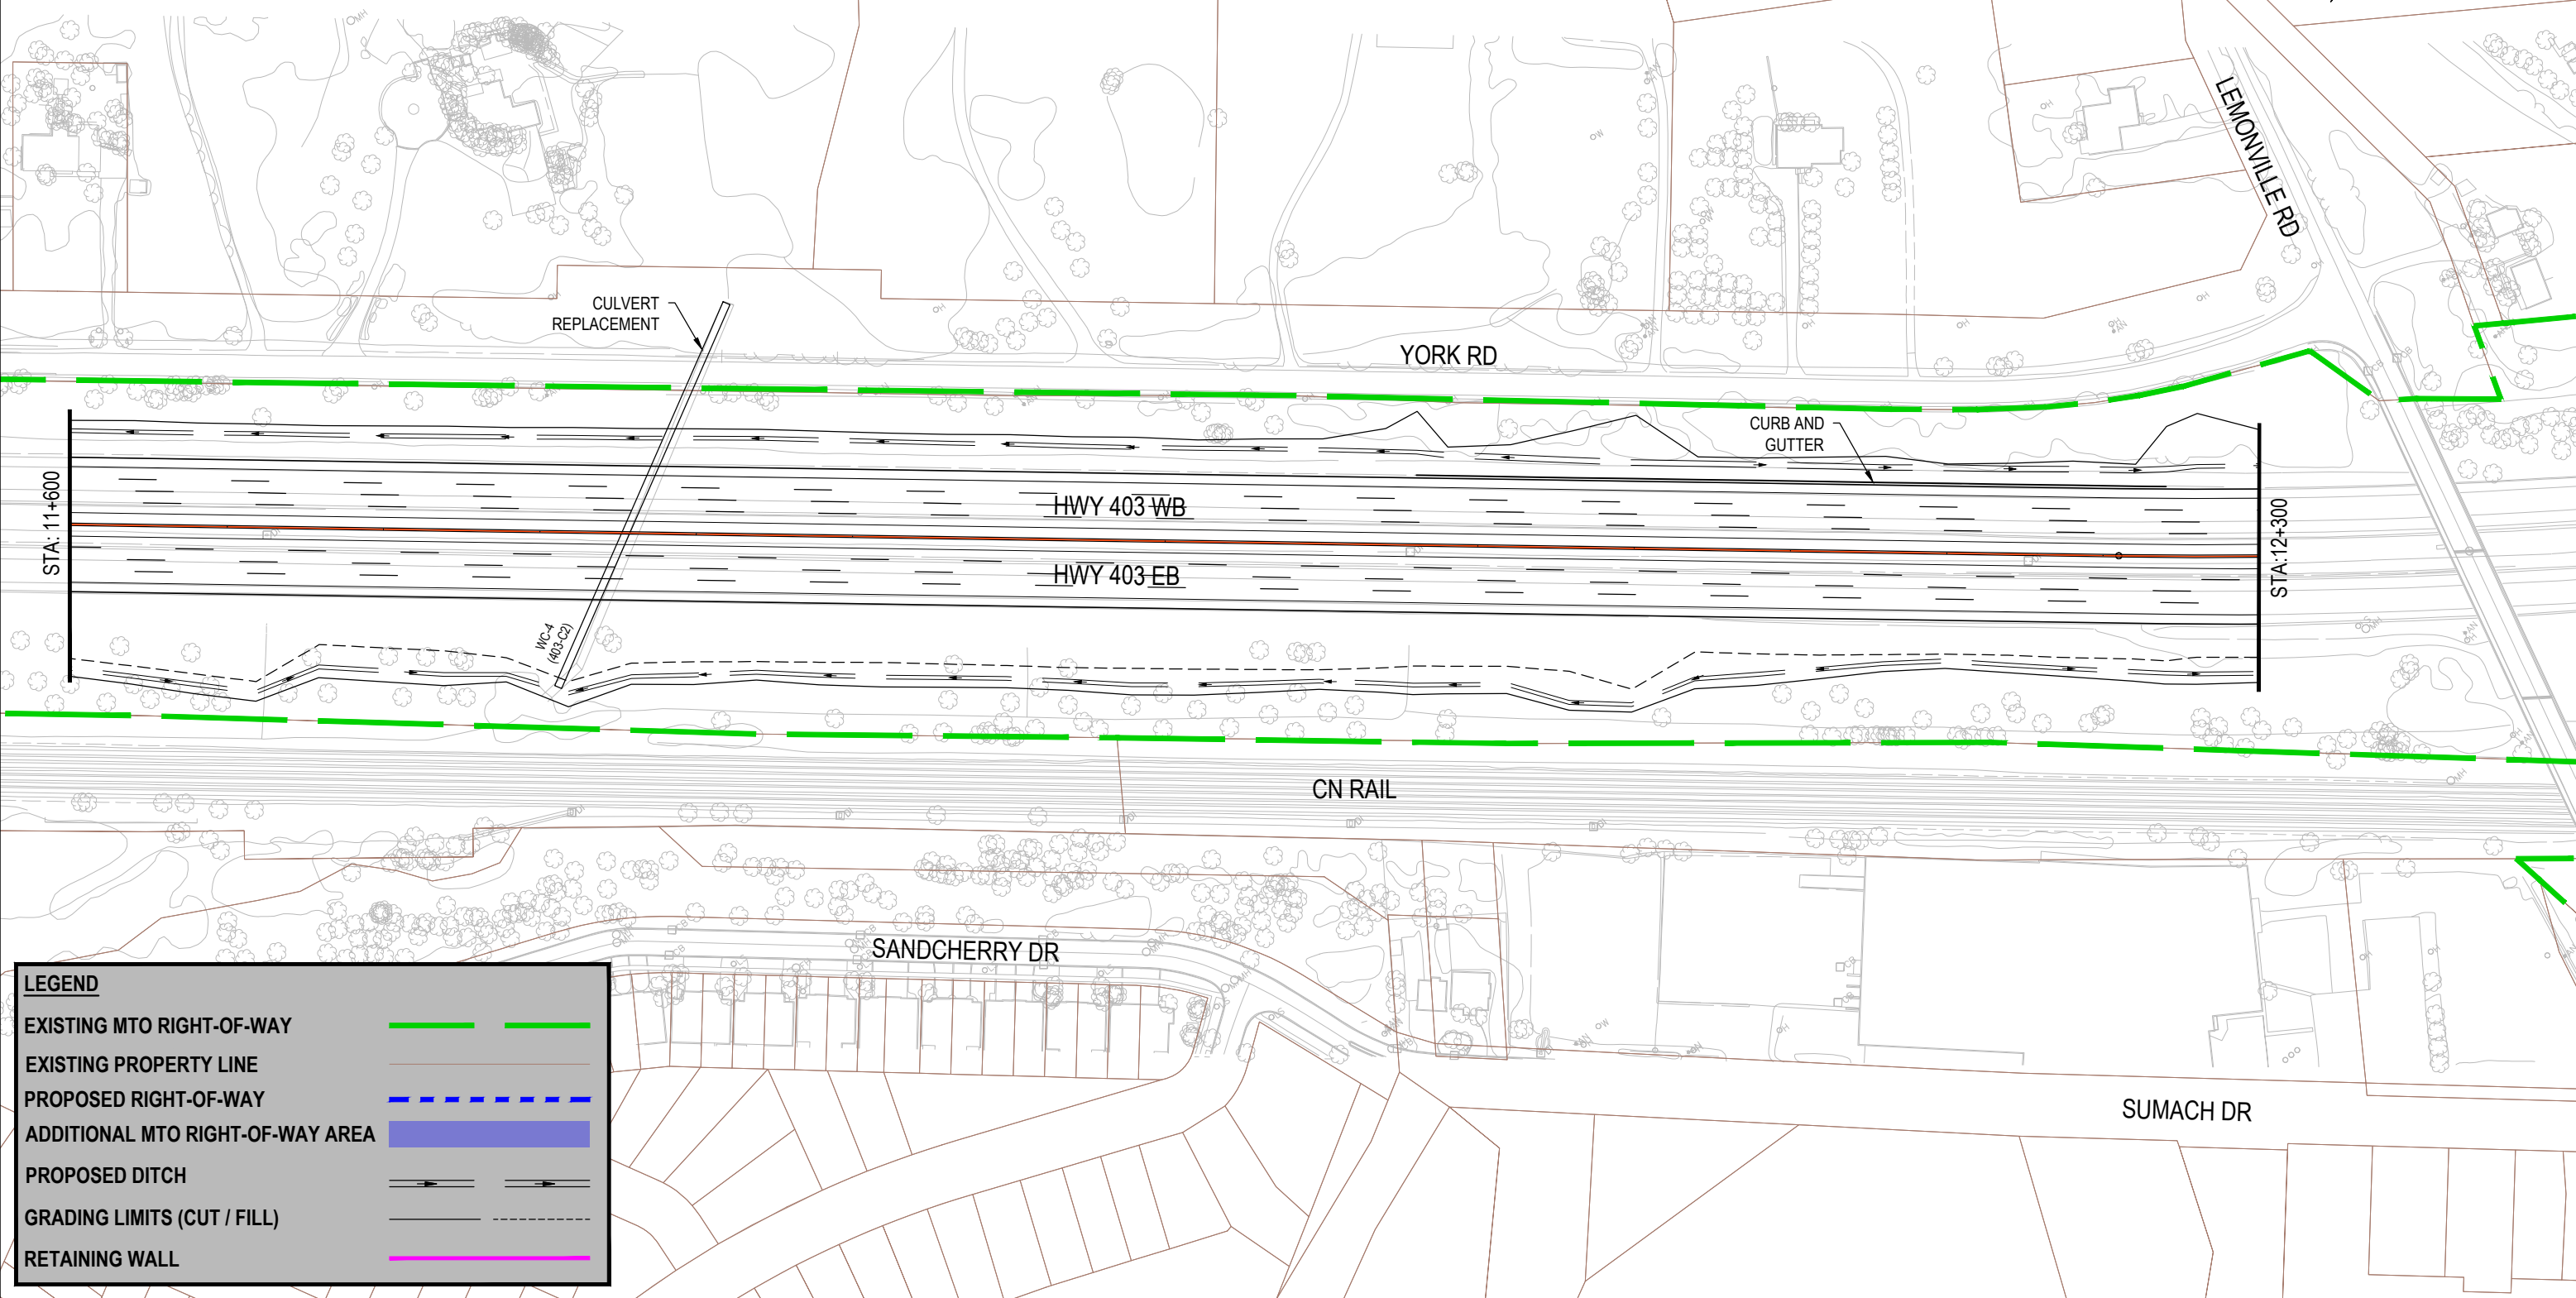 LEMONVILLE RD
CULVERT
REPLACEMENT
YORK RD
CURB AND
GUTTER
STA: 11+600
HWY 403 WB
HWY 403 EB
STA:12+300
WC-4
(403-C2)
CN RAIL
SANDCHERRY DR
SUMACH DR
LEGEND
EXISTING MTO RIGHT-OF-WAY
EXISTING PROPERTY LINE
PROPOSED RIGHT-OF-WAY
ADDITIONAL MTO RIGHT-OF-WAY AREA
PROPOSED DITCH
GRADING LIMITS (CUT / FILL)
RETAINING WALL